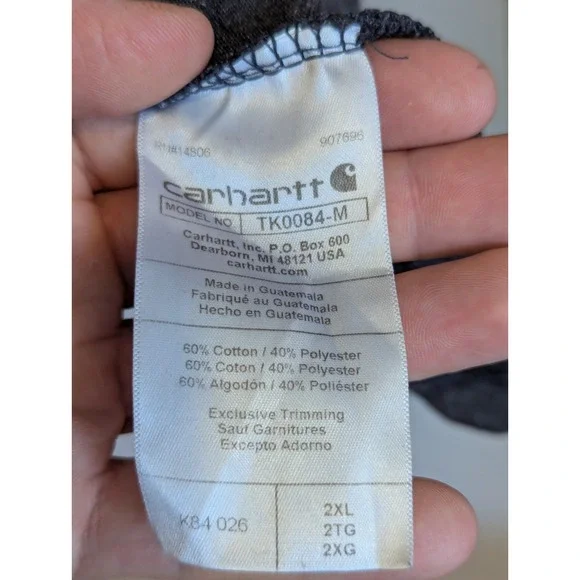 RN#14806 907696
carhartt
MODEL NO TK0084-M
Carhartt, Inc. P.O. Box 600
Dearborn, MI 48121 USA
carhartt.com
Made in Guatemala
Fabriqué au Guatemala
Hecho en Guatemala
60% Cotton / 40% Polyester
60% Coton / 40% Polyester
60% Algodón / 40% Poliéster
Exclusive Trimming
Sauf Garnitures
Excepto Adorno
K84 026
2XL
2TG
2XG